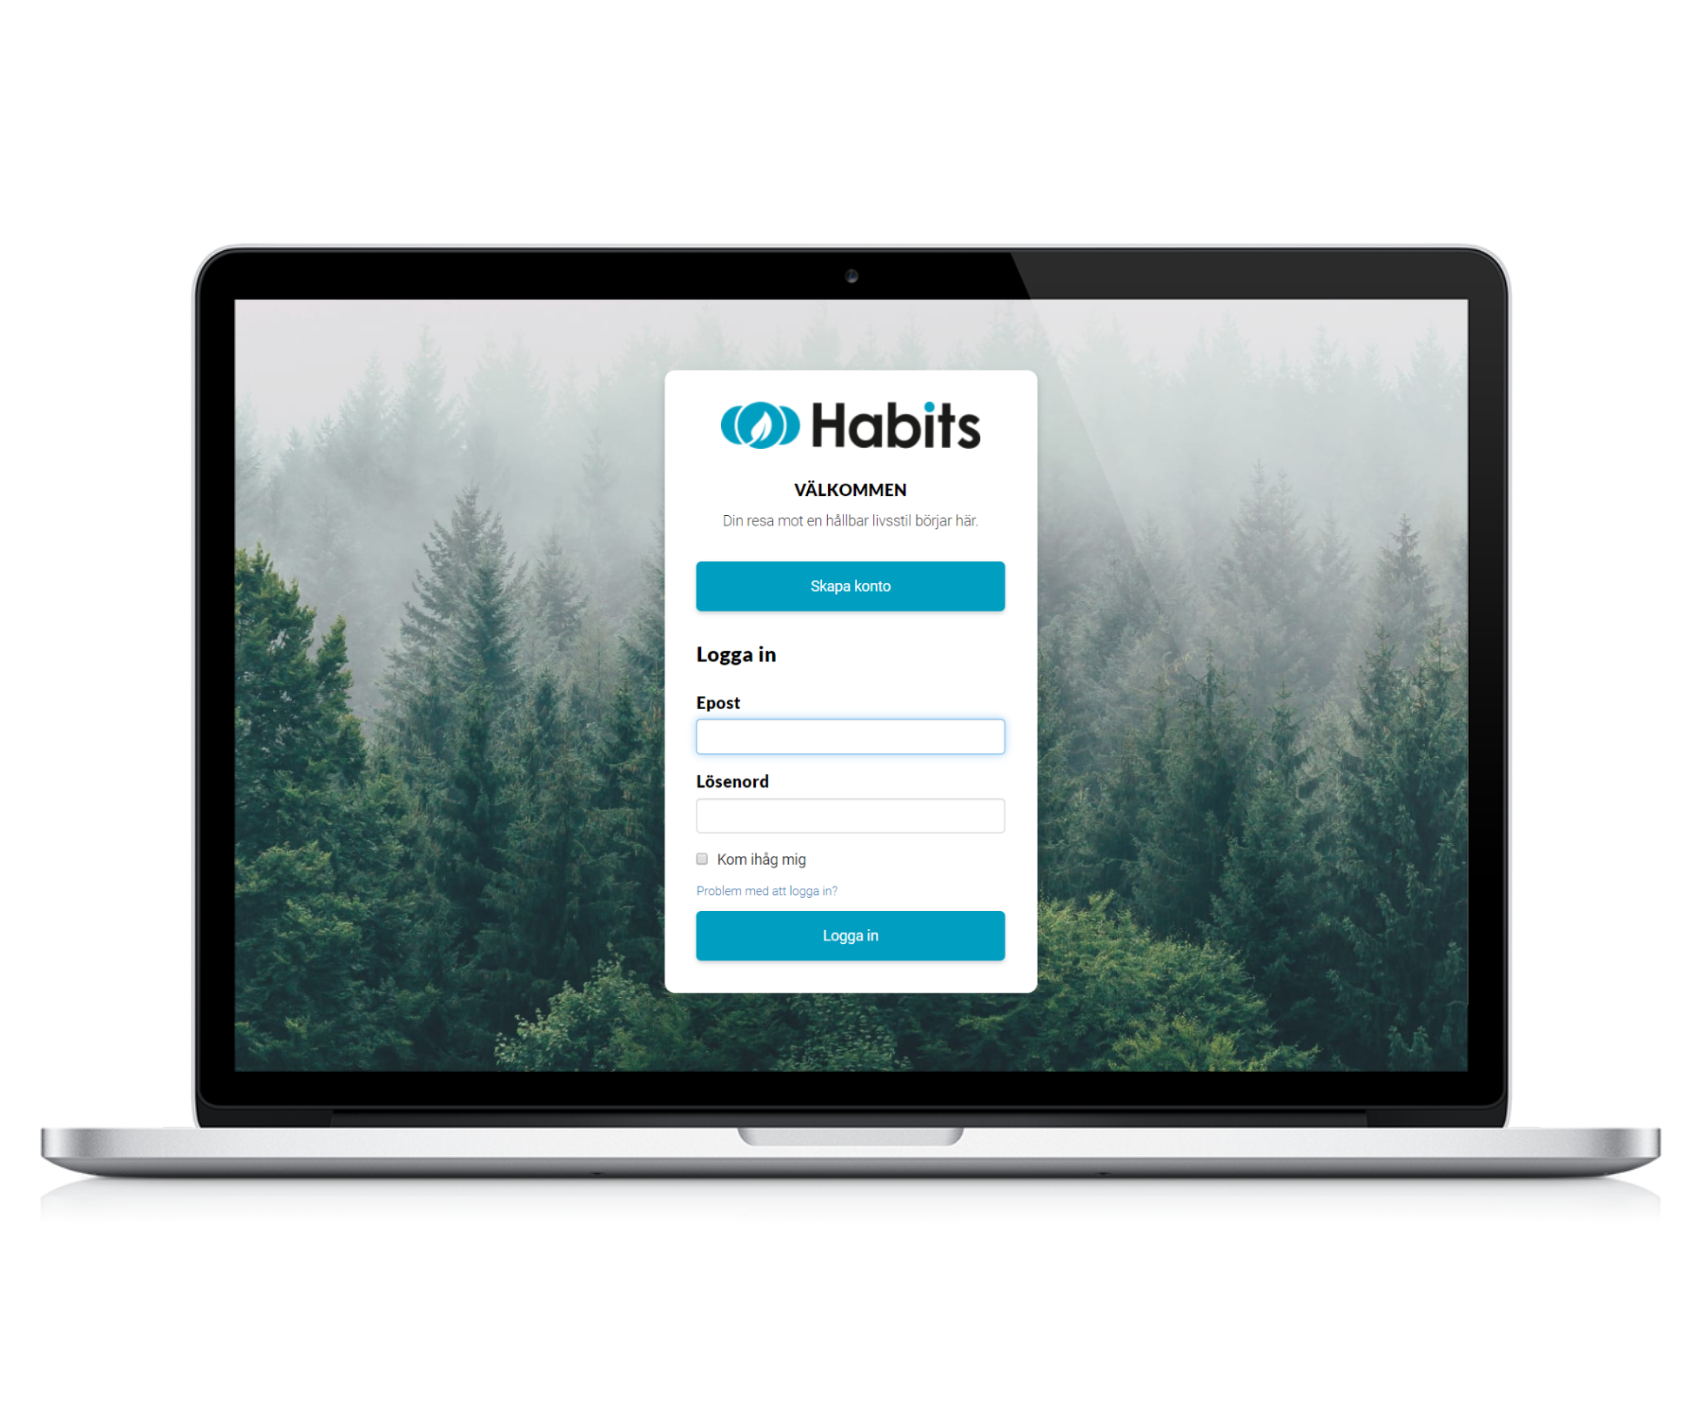 Habits
VÄLKOMMEN
Din resa mot en hållbar livsstil börjar här.
Skapa konto
Logga in
Epost
Lösenord
Kom ihåg mig
Problem med att logga in?
Logga in